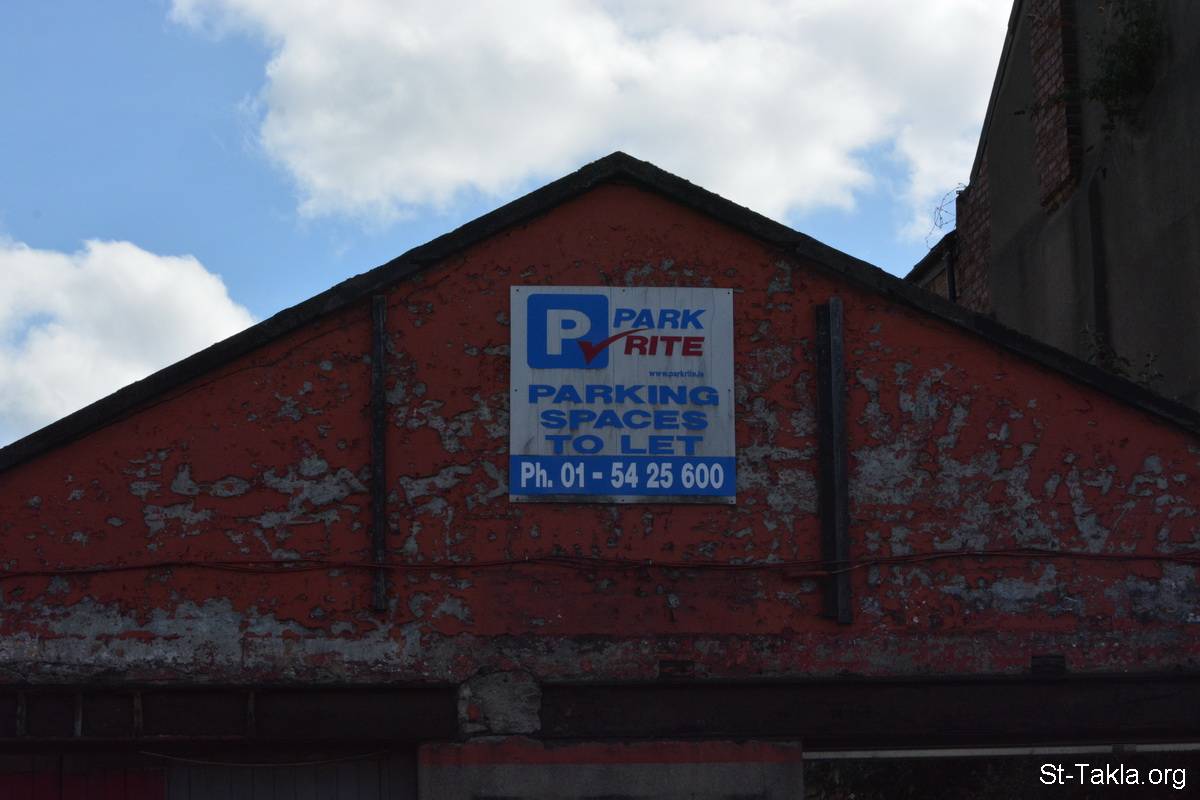 P PARK
RITE
www.parkrite.ie
PARKING
SPACES
TO LET
Ph. 01 - 54 25 600
St-Takla.org